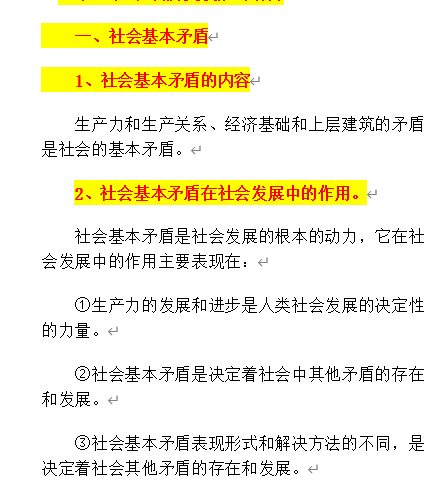 一、社会基本矛盾
1、社会基本矛盾的内容
生产力和生产关系、经济基础和上层建筑的矛盾
是社会的基本矛盾。
2、社会基本矛盾在社会发展中的作用。
社会基本矛盾是社会发展的根本的动力，它在社
会发展中的作用主要表现在：
①生产力的发展和进步是人类社会发展的决定性
的力量。
②社会基本矛盾是决定着社会中其他矛盾的存在
和发展。
③社会基本矛盾表现形式和解决方法的不同，是
决定着社会其他矛盾的存在和发展。